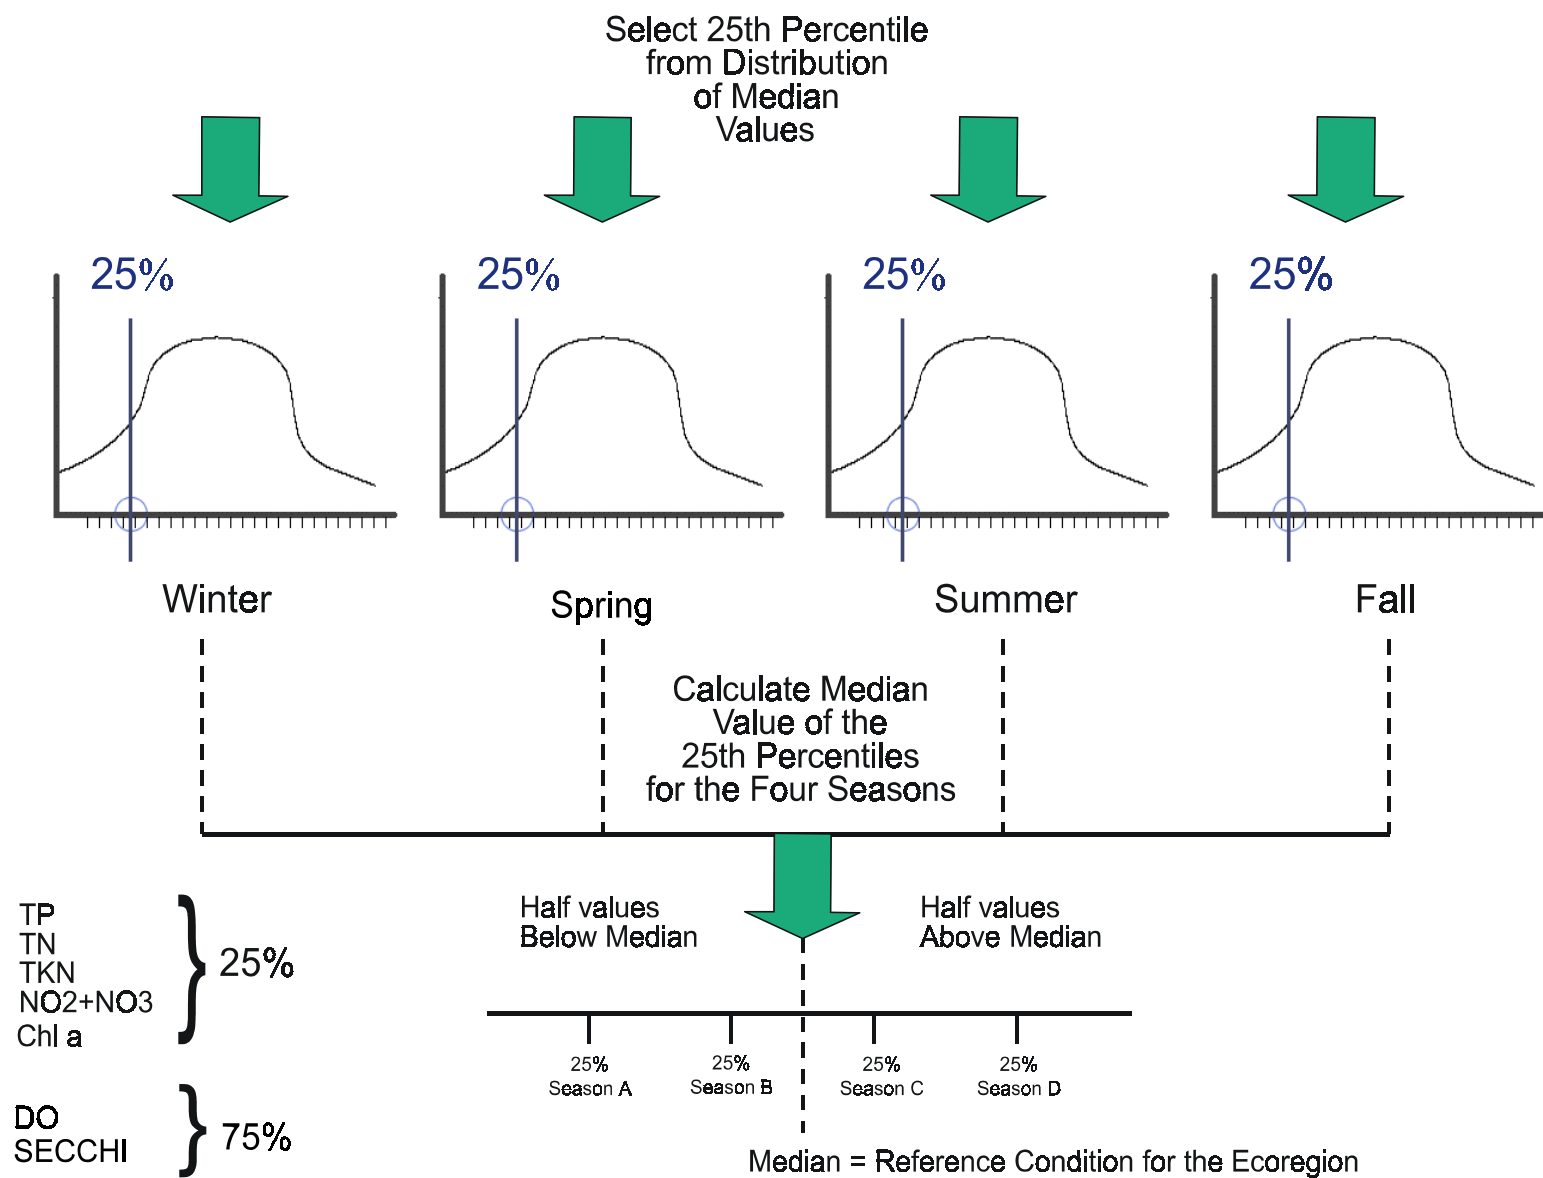 Select 25th Percentile
from Distribution
of Median
Values
25%
25%
25%
25%
Winter
Spring
Summer
Fall
Calculate Median
Value of the
25th Percentiles
for the Four Seasons
Half values
Below Median
Half values
Above Median
TP
TN
TKN
NO2+NO3
Chl a
25%
25%
Season A
25%
Season B
25%
Season C
25%
Season D
DO
SECCHI
75%
Median = Reference Condition for the Ecoregion